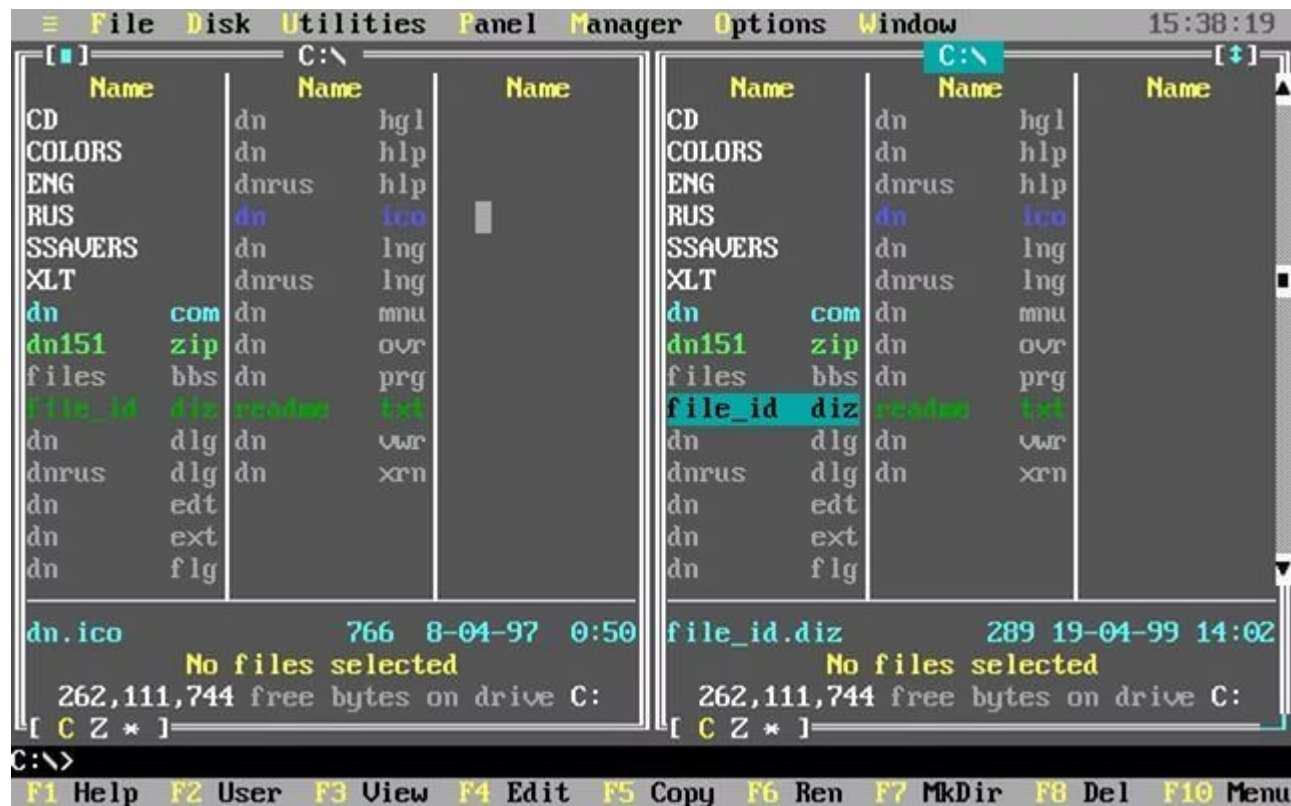 ≡ File Disk Utilities Panel Manager Options Window 15:38:19
[■] C:\ C:\ [↕]
Name Name Name Name Name Name
CD dn hgl CD dn hgl
COLORS dn hlp COLORS dn hlp
ENG dnrus hlp ENG dnrus hlp
RUS dn ico RUS dn ico
SSAVERS dn lng SSAVERS dn lng
XLT dnrus lng XLT dnrus lng
dn com dn mnu dn com dn mnu
dn151 zip dn ovr dn151 zip dn ovr
files bbs dn prg files bbs dn prg
file_id diz readme txt file_id diz readme txt
dn dlg dn vwr dn dlg dn vwr
dnrus dlg dn xrn dnrus dlg dn xrn
dn edt dn edt
dn ext dn ext
dn flg dn flg
dn.ico 766 8-04-97 0:50 file_id.diz 289 19-04-99 14:02
No files selected No files selected
262,111,744 free bytes on drive C: 262,111,744 free bytes on drive C:
[ C Z * ] [ C Z * ]
C:\>
F1 Help F2 User F3 View F4 Edit F5 Copy F6 Ren F7 MkDir F8 Del F10 Menu